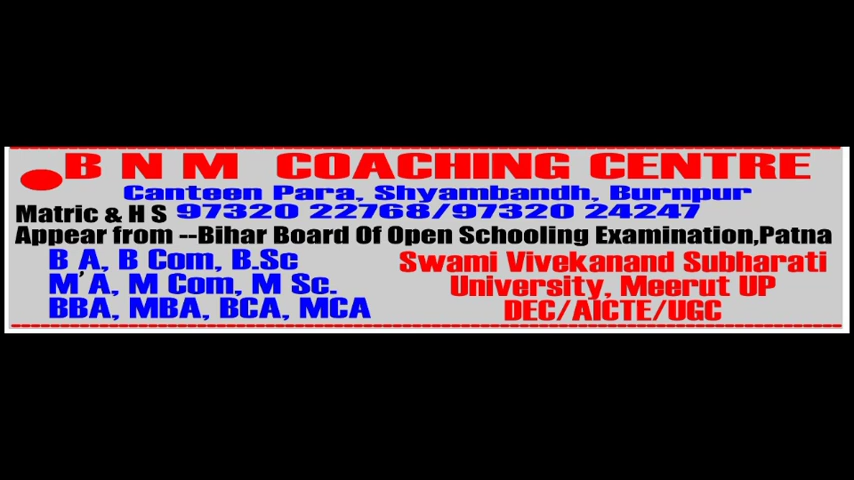 B N M COACHING CENTRE
Canteen Para, Shyambandh, Burnpur
Matric & H S 97320 22768/97320 24247
Appear from --Bihar Board Of Open Schooling Examination,Patna
B A, B Com, B.Sc
M'A, M Com, M Sc.
BBA, MBA, BCA, MCA
Swami Vivekanand Subharati
University, Meerut UP
DEC/AICTE/UGC